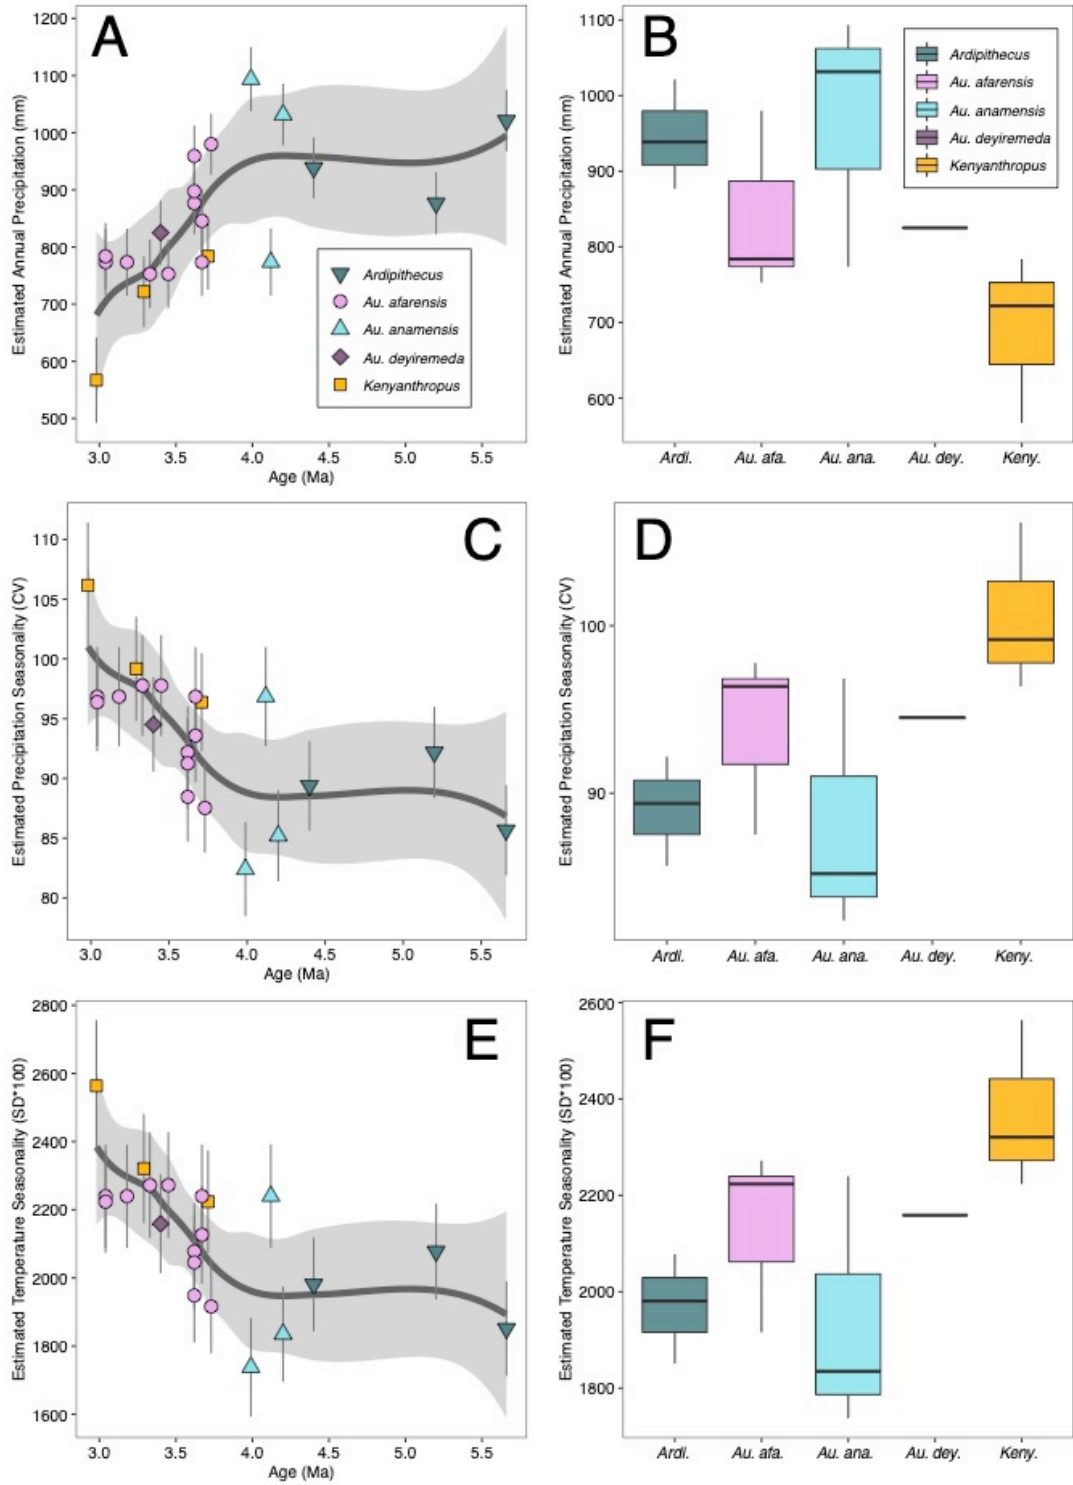 A
Estimated Annual Precipitation (mm)
1200
1100
1000
900
800
700
600
500
Ardipithecus
Au. afarensis
Au. anamensis
Au. deyiremeda
Kenyanthropus
3.0 3.5 4.0 4.5 5.0 5.5
Age (Ma)
B
Estimated Annual Precipitation (mm)
1100
1000
900
800
700
600
Ardipithecus
Au. afarensis
Au. anamensis
Au. deyiremeda
Kenyanthropus
Ardi. Au. afa. Au. ana. Au. dey. Keny.
C
Estimated Precipitation Seasonality (CV)
110
105
100
95
90
85
80
3.0 3.5 4.0 4.5 5.0 5.5
Age (Ma)
D
Estimated Precipitation Seasonality (CV)
100
90
Ardi. Au. afa. Au. ana. Au. dey. Keny.
E
Estimated Temperature Seasonality (SD*100)
2800
2600
2400
2200
2000
1800
1600
3.0 3.5 4.0 4.5 5.0 5.5
Age (Ma)
F
Estimated Temperature Seasonality (SD*100)
2600
2400
2200
2000
1800
Ardi. Au. afa. Au. ana. Au. dey. Keny.